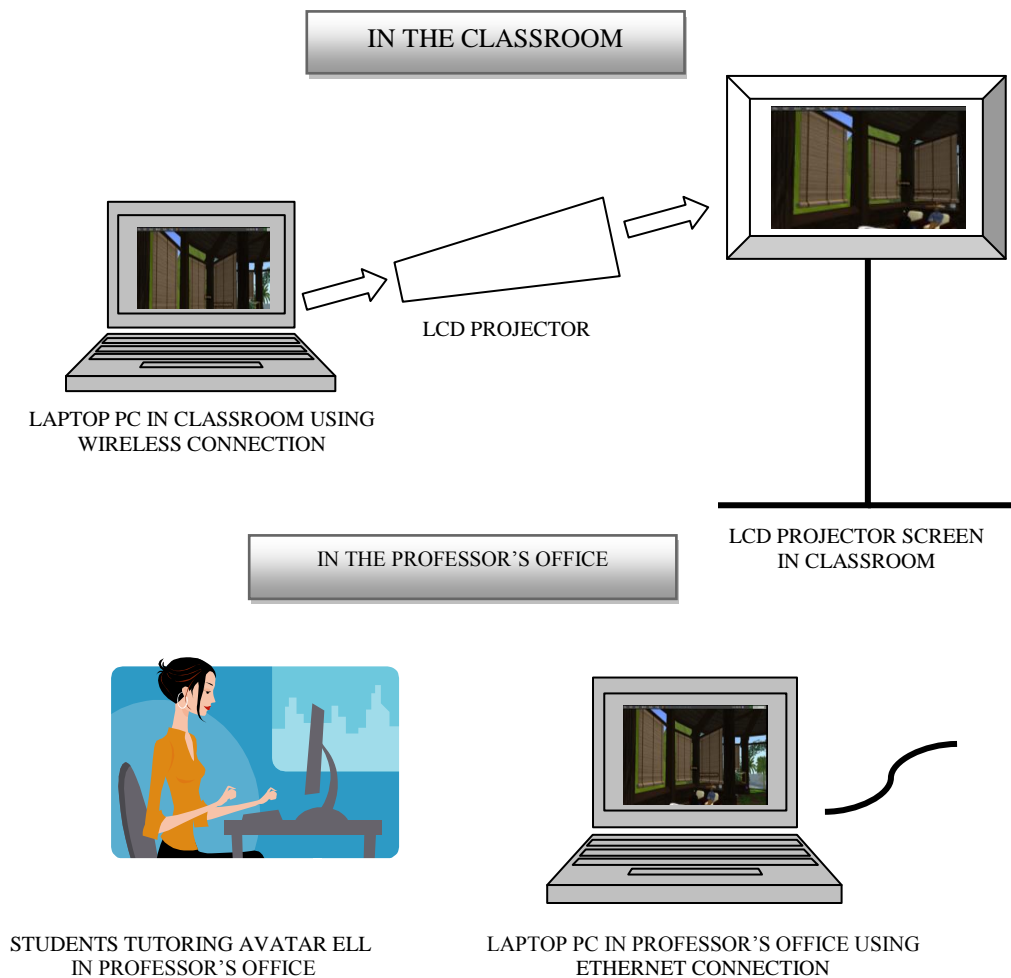 IN THE CLASSROOM
LCD PROJECTOR
LAPTOP PC IN CLASSROOM USING
WIRELESS CONNECTION
LCD PROJECTOR SCREEN
IN CLASSROOM
IN THE PROFESSOR'S OFFICE
STUDENTS TUTORING AVATAR ELL
IN PROFESSOR'S OFFICE
LAPTOP PC IN PROFESSOR'S OFFICE USING
ETHERNET CONNECTION